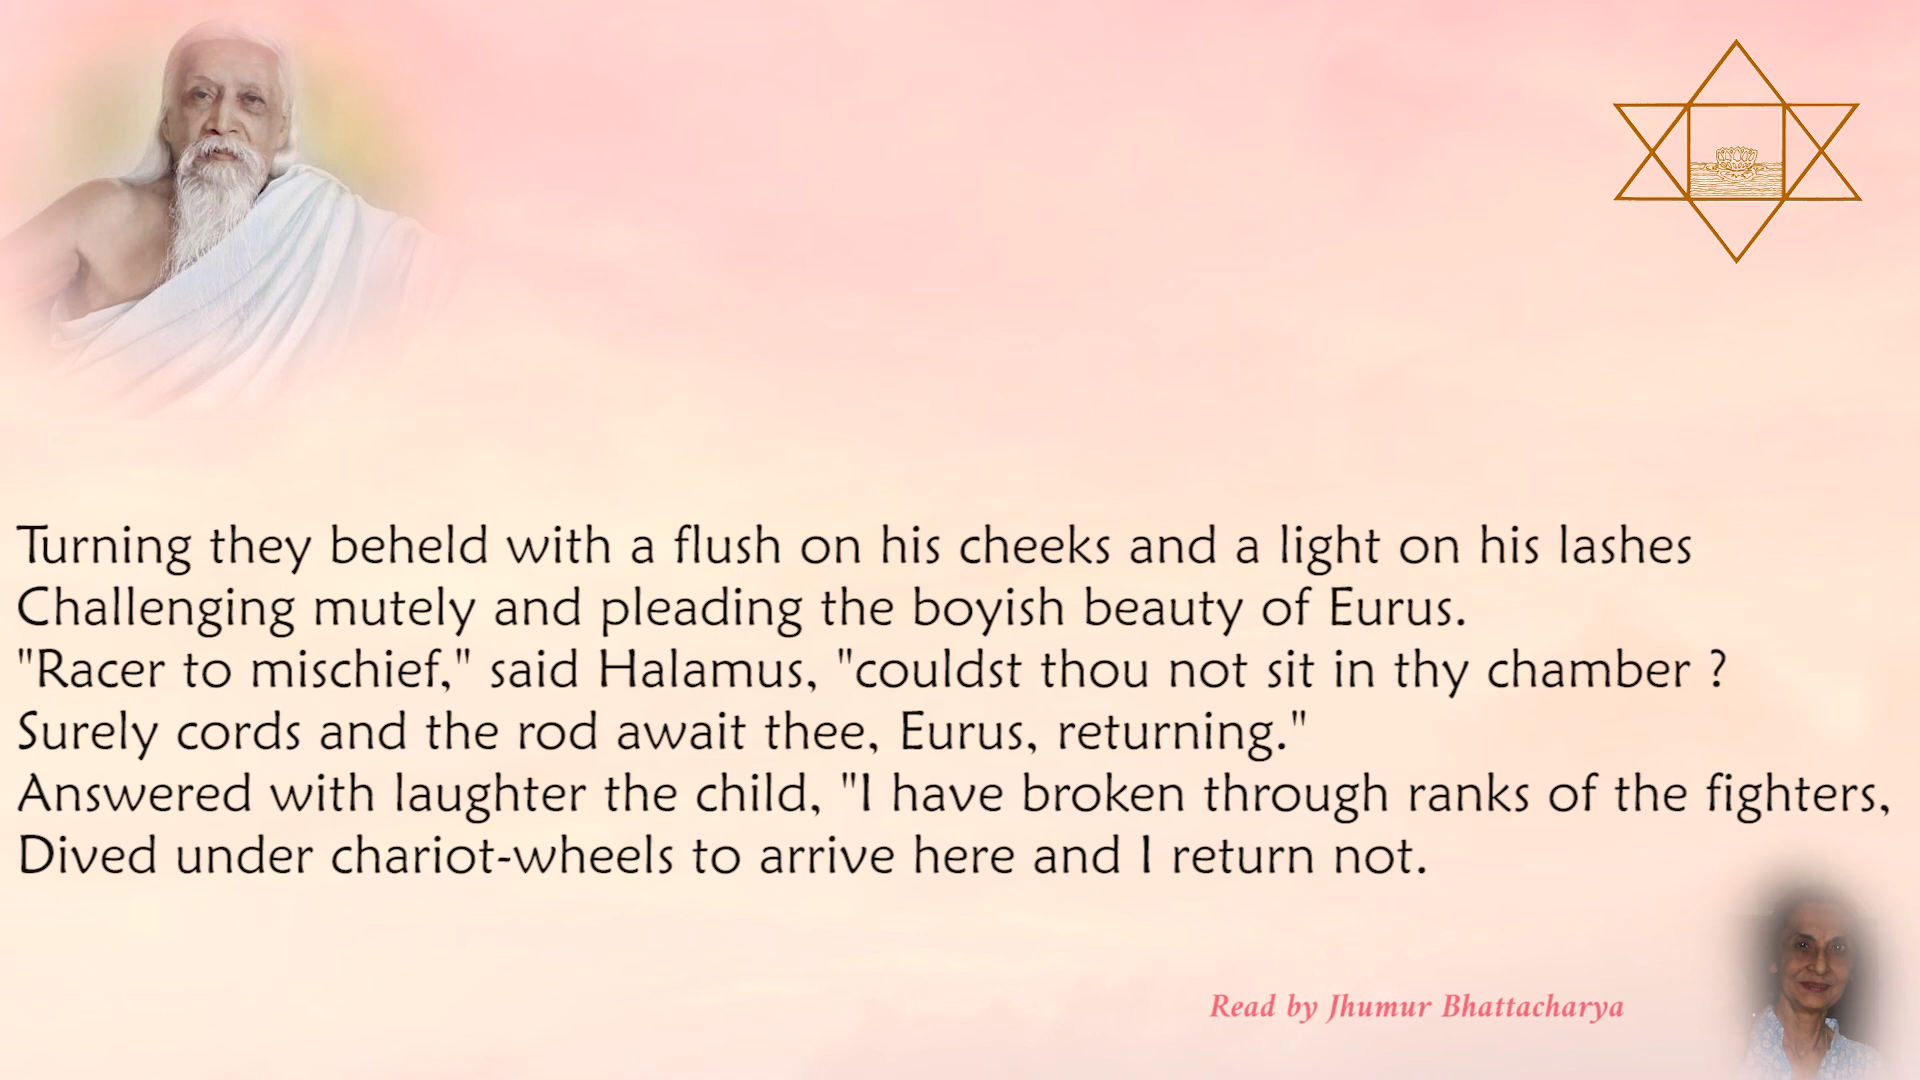 Turning they beheld with a flush on his cheeks and a light on his lashes
Challenging mutely and pleading the boyish beauty of Eurus.
"Racer to mischief," said Halamus, "couldst thou not sit in thy chamber ?
Surely cords and the rod await thee, Eurus, returning."
Answered with laughter the child, "I have broken through ranks of the fighters,
Dived under chariot-wheels to arrive here and I return not.
Read by Jhumur Bhattacharya